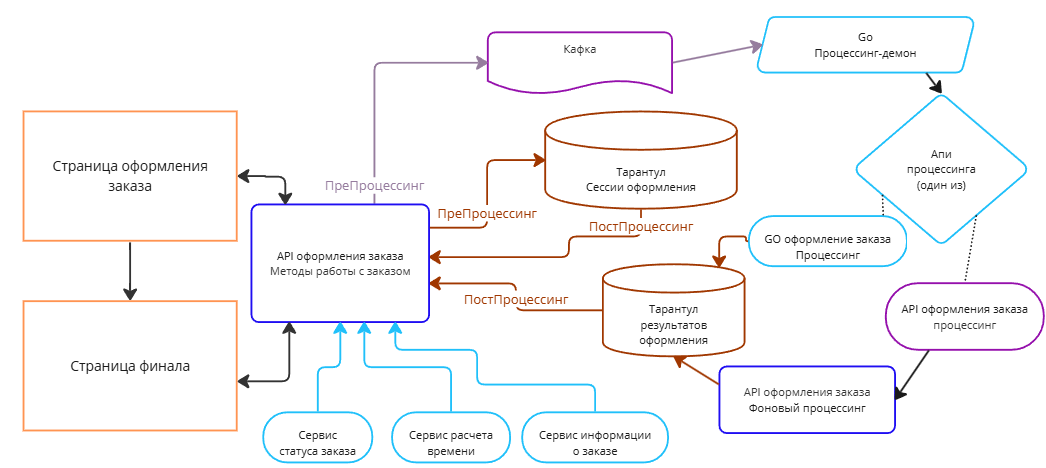 Кафка
Go
Процессинг-демон
Страница оформления
заказа
ПреПроцессинг
Тарантул
Сессии оформления
Апи
процессинга
(один из)
ПреПроцессинг
ПостПроцессинг
API оформления заказа
Методы работы с заказом
GO оформление заказа
Процессинг
ПостПроцессинг
Тарантул
результатов
оформления
API оформления заказа
процессинг
Страница финала
API оформления заказа
Фоновый процессинг
Сервис
статуса заказа
Сервис расчета
времени
Сервис информации
о заказе